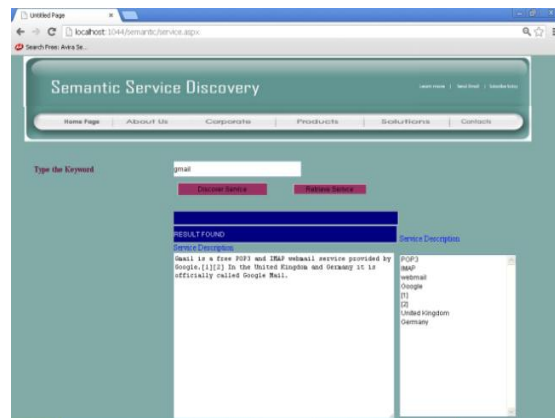 Untitled Page
localhost:1044/semantic/service.aspx
Search Free: Avira Se...
Semantic Service Discovery
Home Page | About Us | Corporate | Products | Solutions | Contacts
Type the Keyword
gmail
Discover Service
Retrieve Service
RESULT FOUND
Service Description
Service Description
Gmail is a free POP3 and IMAP webmail service provided by
Google.[1][2] In the United Kingdom and Germany it is
officially called Google Mail.
POP3
IMAP
webmail
Google
[1]
[2]
United Kingdom
Germany